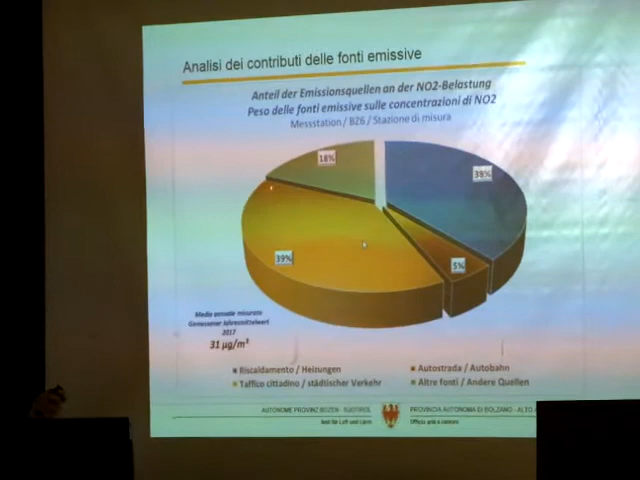 Analisi dei contributi delle fonti emissive
Anteil der Emissionsquellen an der NO2-Belastung
Peso delle fonti emissive sulle concentrazioni di NO2
Messstation / BZ6 / Stazione di misura
18%
38%
39%
5%
Media annuale misurata
Gemessener Jahresmittelwert
2017
31 µg/m³
Riscaldamento / Heizungen
Autostrada / Autobahn
Taffico cittadino / städtischer Verkehr
Altre fonti / Andere Quellen
AUTONOME PROVINZ BOZEN - SÜDTIROL
PROVINCIA AUTONOMA DI BOLZANO - ALTO
Amt für Luft und Lärm
Ufficio aria e rumore